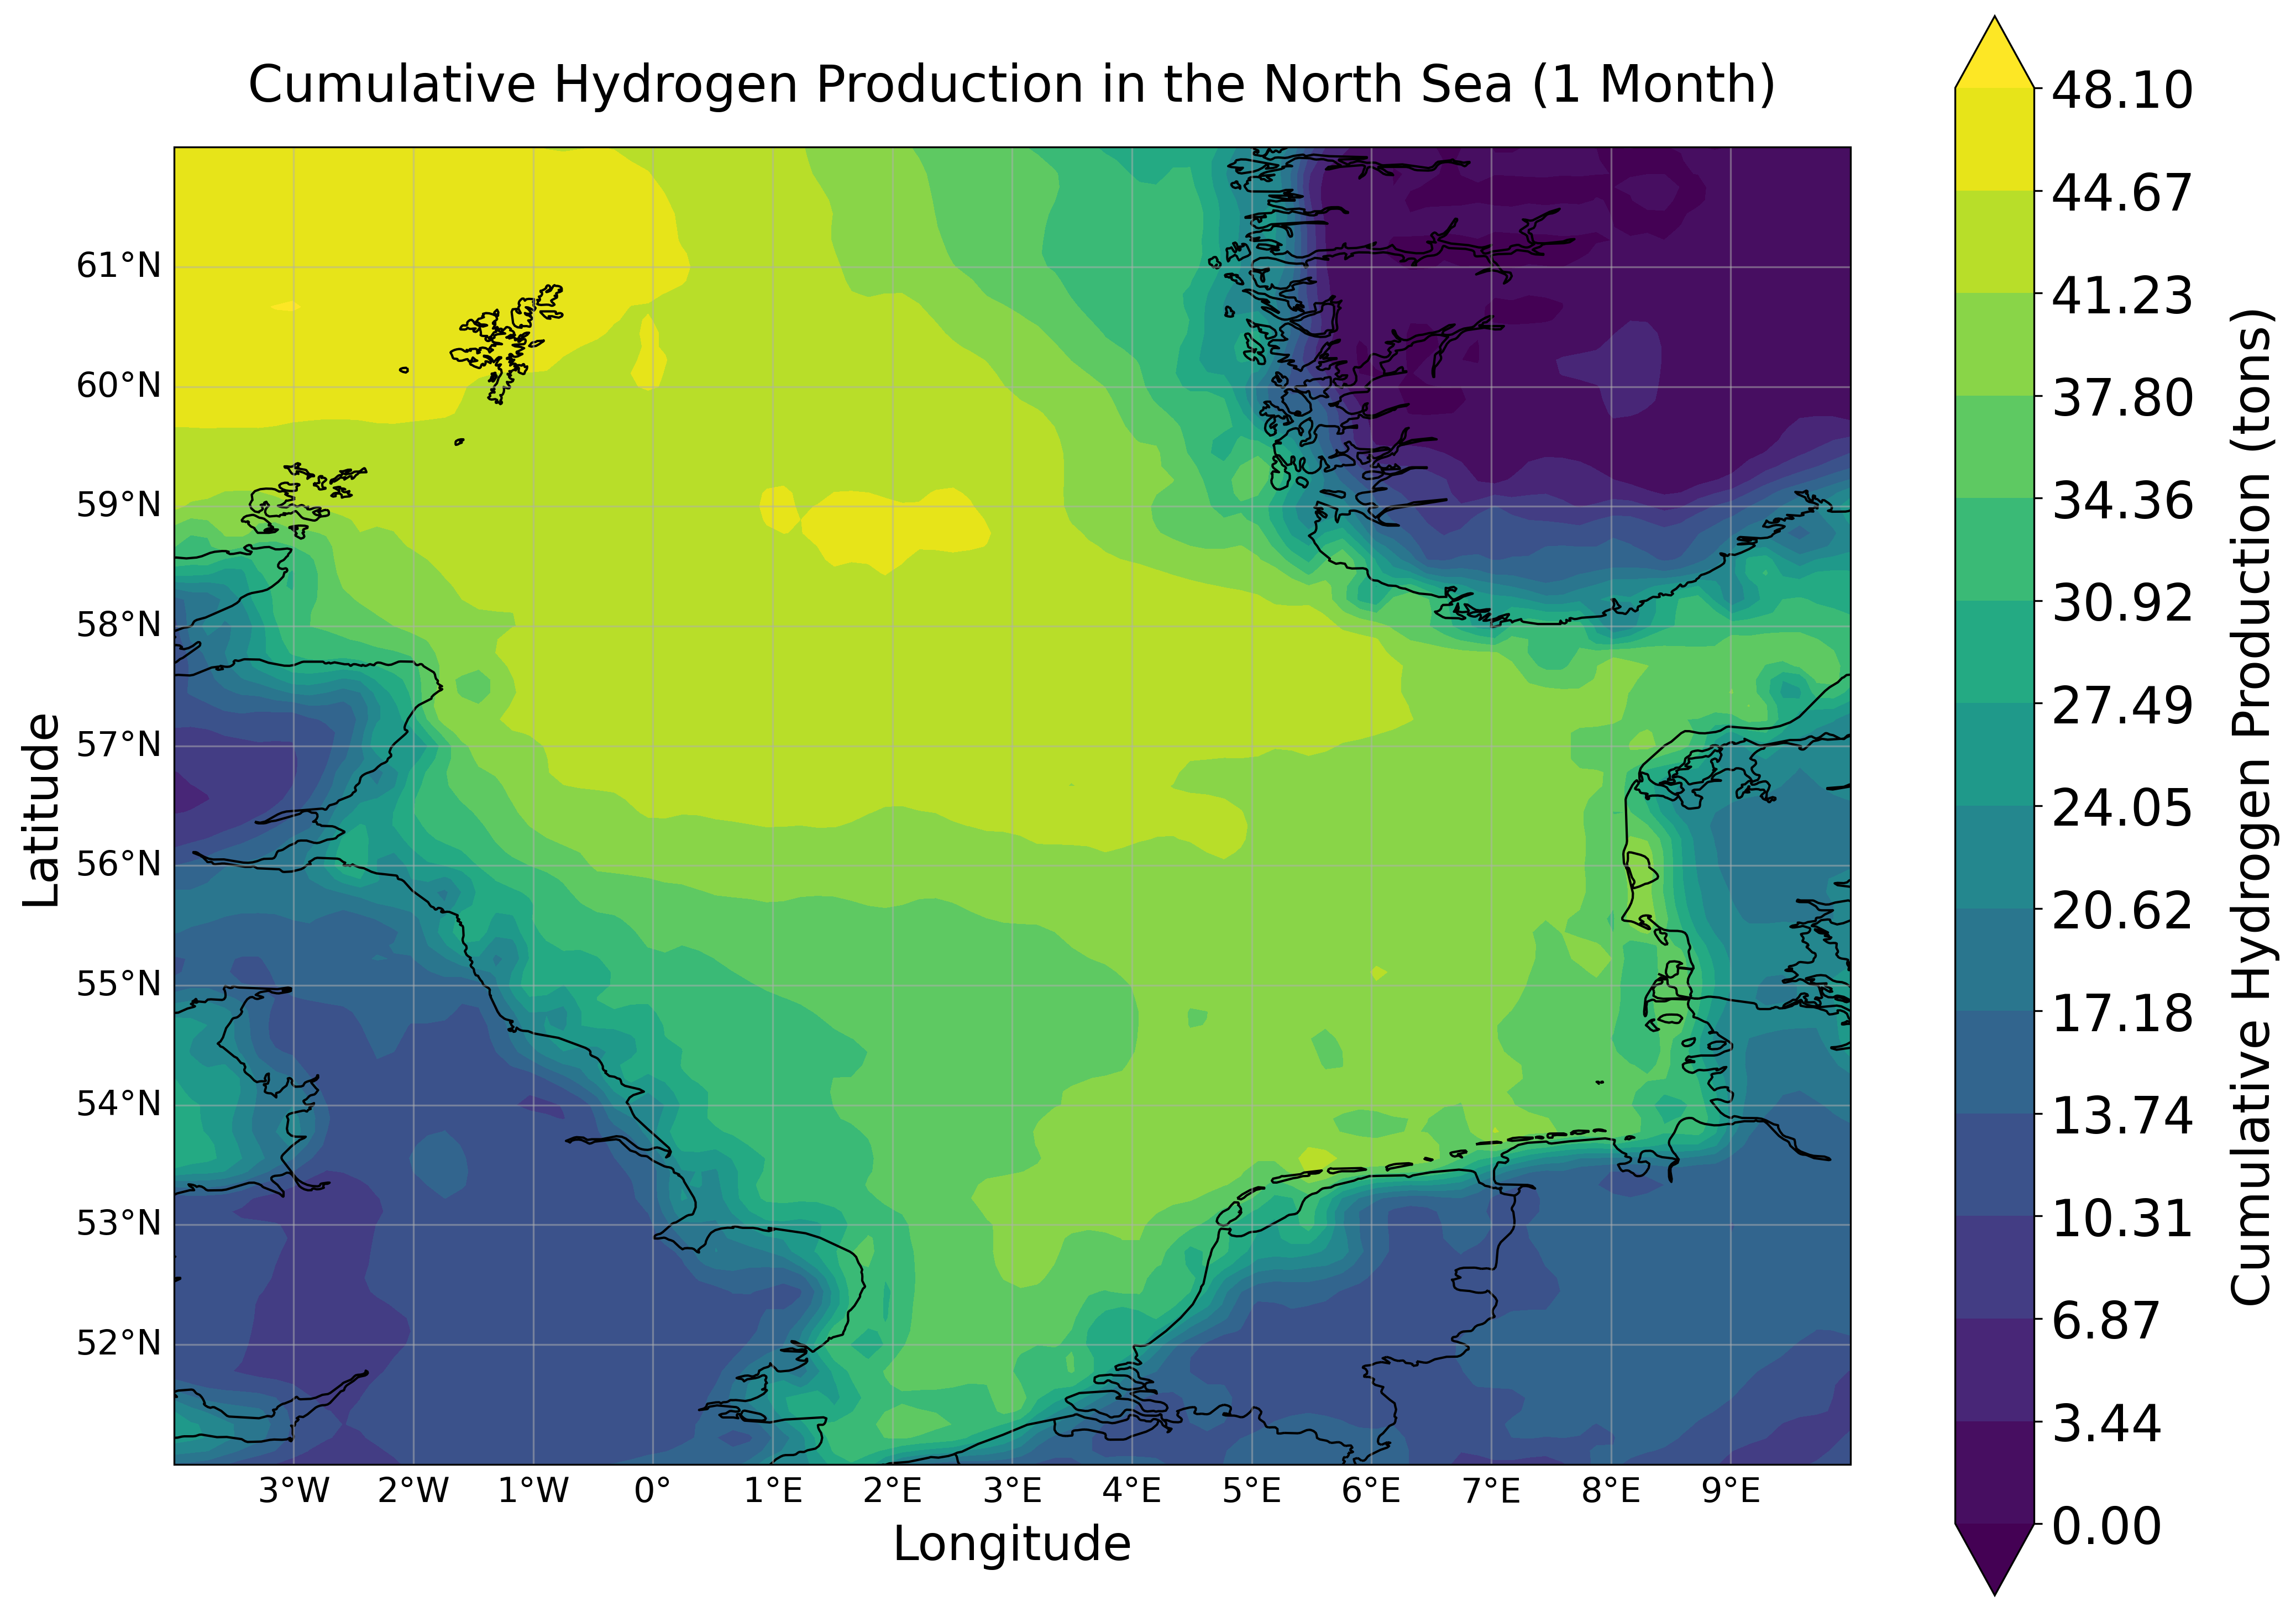 Cumulative Hydrogen Production in the North Sea (1 Month)
61°N
60°N
59°N
58°N
57°N
56°N
55°N
54°N
53°N
52°N
Latitude
3°W 2°W 1°W 0° 1°E 2°E 3°E 4°E 5°E 6°E 7°E 8°E 9°E
Longitude
48.10
44.67
41.23
37.80
34.36
30.92
27.49
24.05
20.62
17.18
13.74
10.31
6.87
3.44
0.00
Cumulative Hydrogen Production (tons)